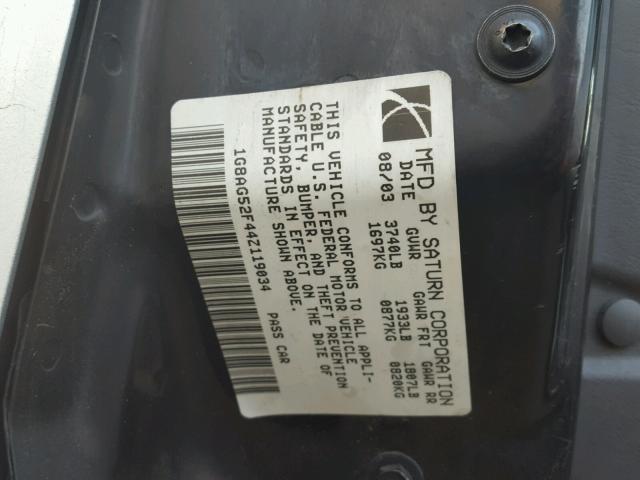 MFD BY SATURN CORPORATION
DATE GVWR GAWR FRT GAWR RR
08/03 3740LB 1933LB 1807LB
1697KG 0877KG 0820KG
THIS VEHICLE CONFORMS TO ALL APPLI-
CABLE U.S. FEDERAL MOTOR VEHICLE
SAFETY, BUMPER, AND THEFT PREVENTION
STANDARDS IN EFFECT ON THE DATE OF
MANUFACTURE SHOWN ABOVE.
1G8AG52F44Z119034 PASS CAR